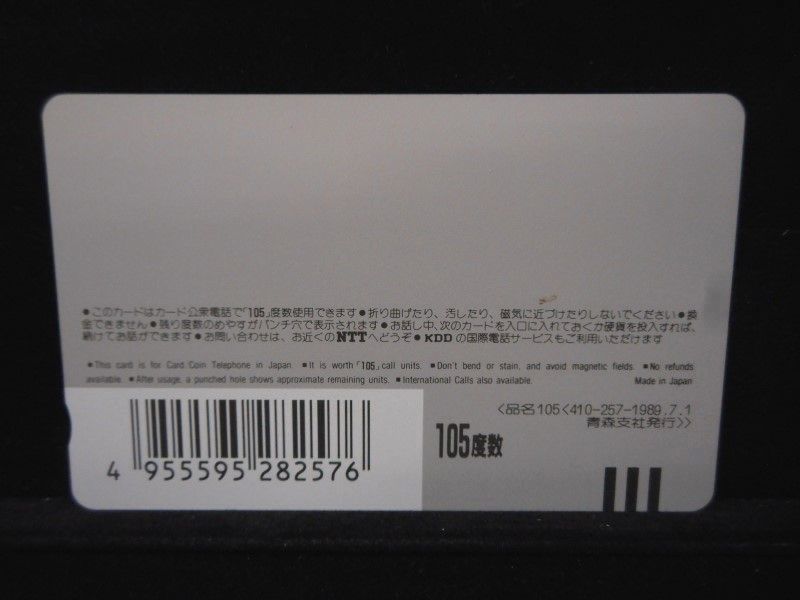 ●このカードはカード公衆電話で「105」度数使用できます●折り曲げたり、汚したり、磁気に近づけたりしないでください●換
金できません●残り度数のめやすがパンチ穴で表示されます●お話し中、次のカードを入口に入れておくか硬貨を投入すれば、
続けてお話ができます●お問い合わせは、お近くのNTTへどうぞ●KDDの国際電話サービスもご利用いただけます
■This card is for Card Coin Telephone in Japan. ■It is worth「105」call units. ■Don't bend or stain, and avoid magnetic fields. ■No refunds
available. ■After usage, a punched hole shows approximate remaining units. ■International Calls also available. Made in Japan
4 955595 282576
105度数
<品名105<410-257-1989.7.1
青森支社発行>>